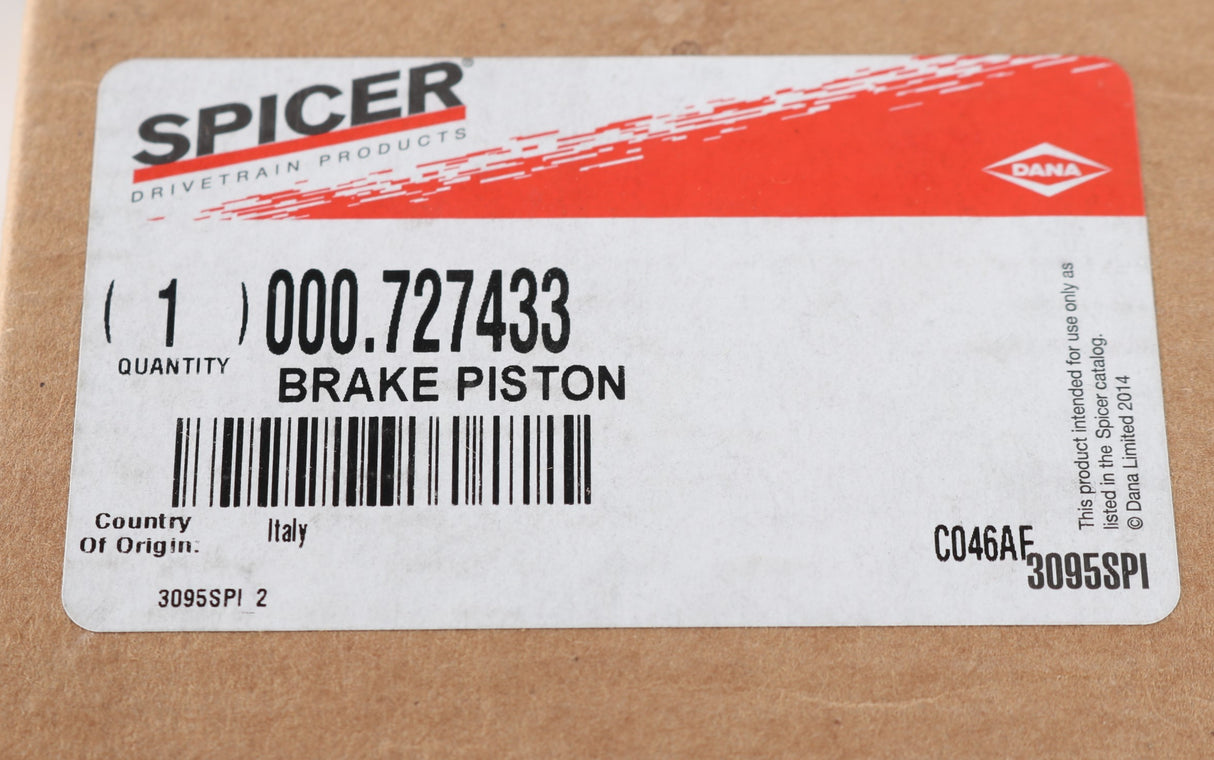 SPICER®
DRIVETRAIN PRODUCTS
DANA
( 1 ) 000.727433
QUANTITY
BRAKE PISTON
Country
Of Origin:
Italy
3095SPI 2
C046AF
3095SPI
This product intended for use only as
listed in the Spicer catalog.
© Dana Limited 2014